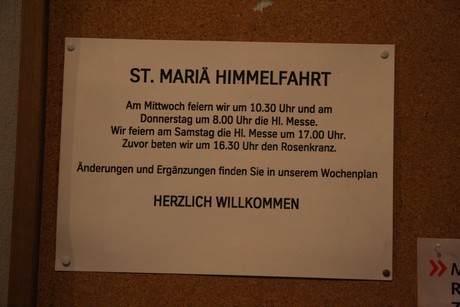 ST. MARIÄ HIMMELFAHRT
Am Mittwoch feiern wir um 10.30 Uhr und am
Donnerstag um 8.00 Uhr die Hl. Messe.
Wir feiern am Samstag die Hl. Messe um 17.00 Uhr.
Zuvor beten wir um 16.30 Uhr den Rosenkranz.
Änderungen und Ergänzungen finden Sie in unserem Wochenplan
HERZLICH WILLKOMMEN